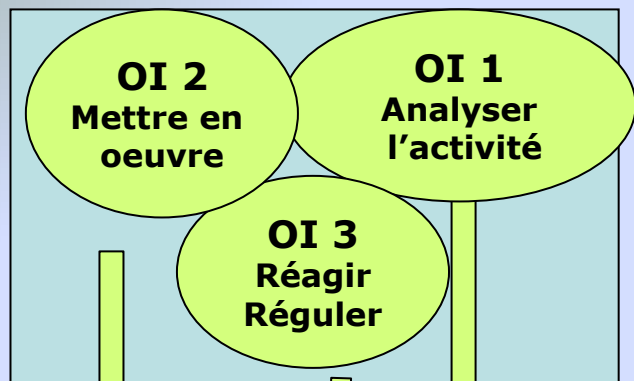 OI 2
Mettre en
oeuvre
OI 1
Analyser
l'activité
OI 3
Réagir
Réguler